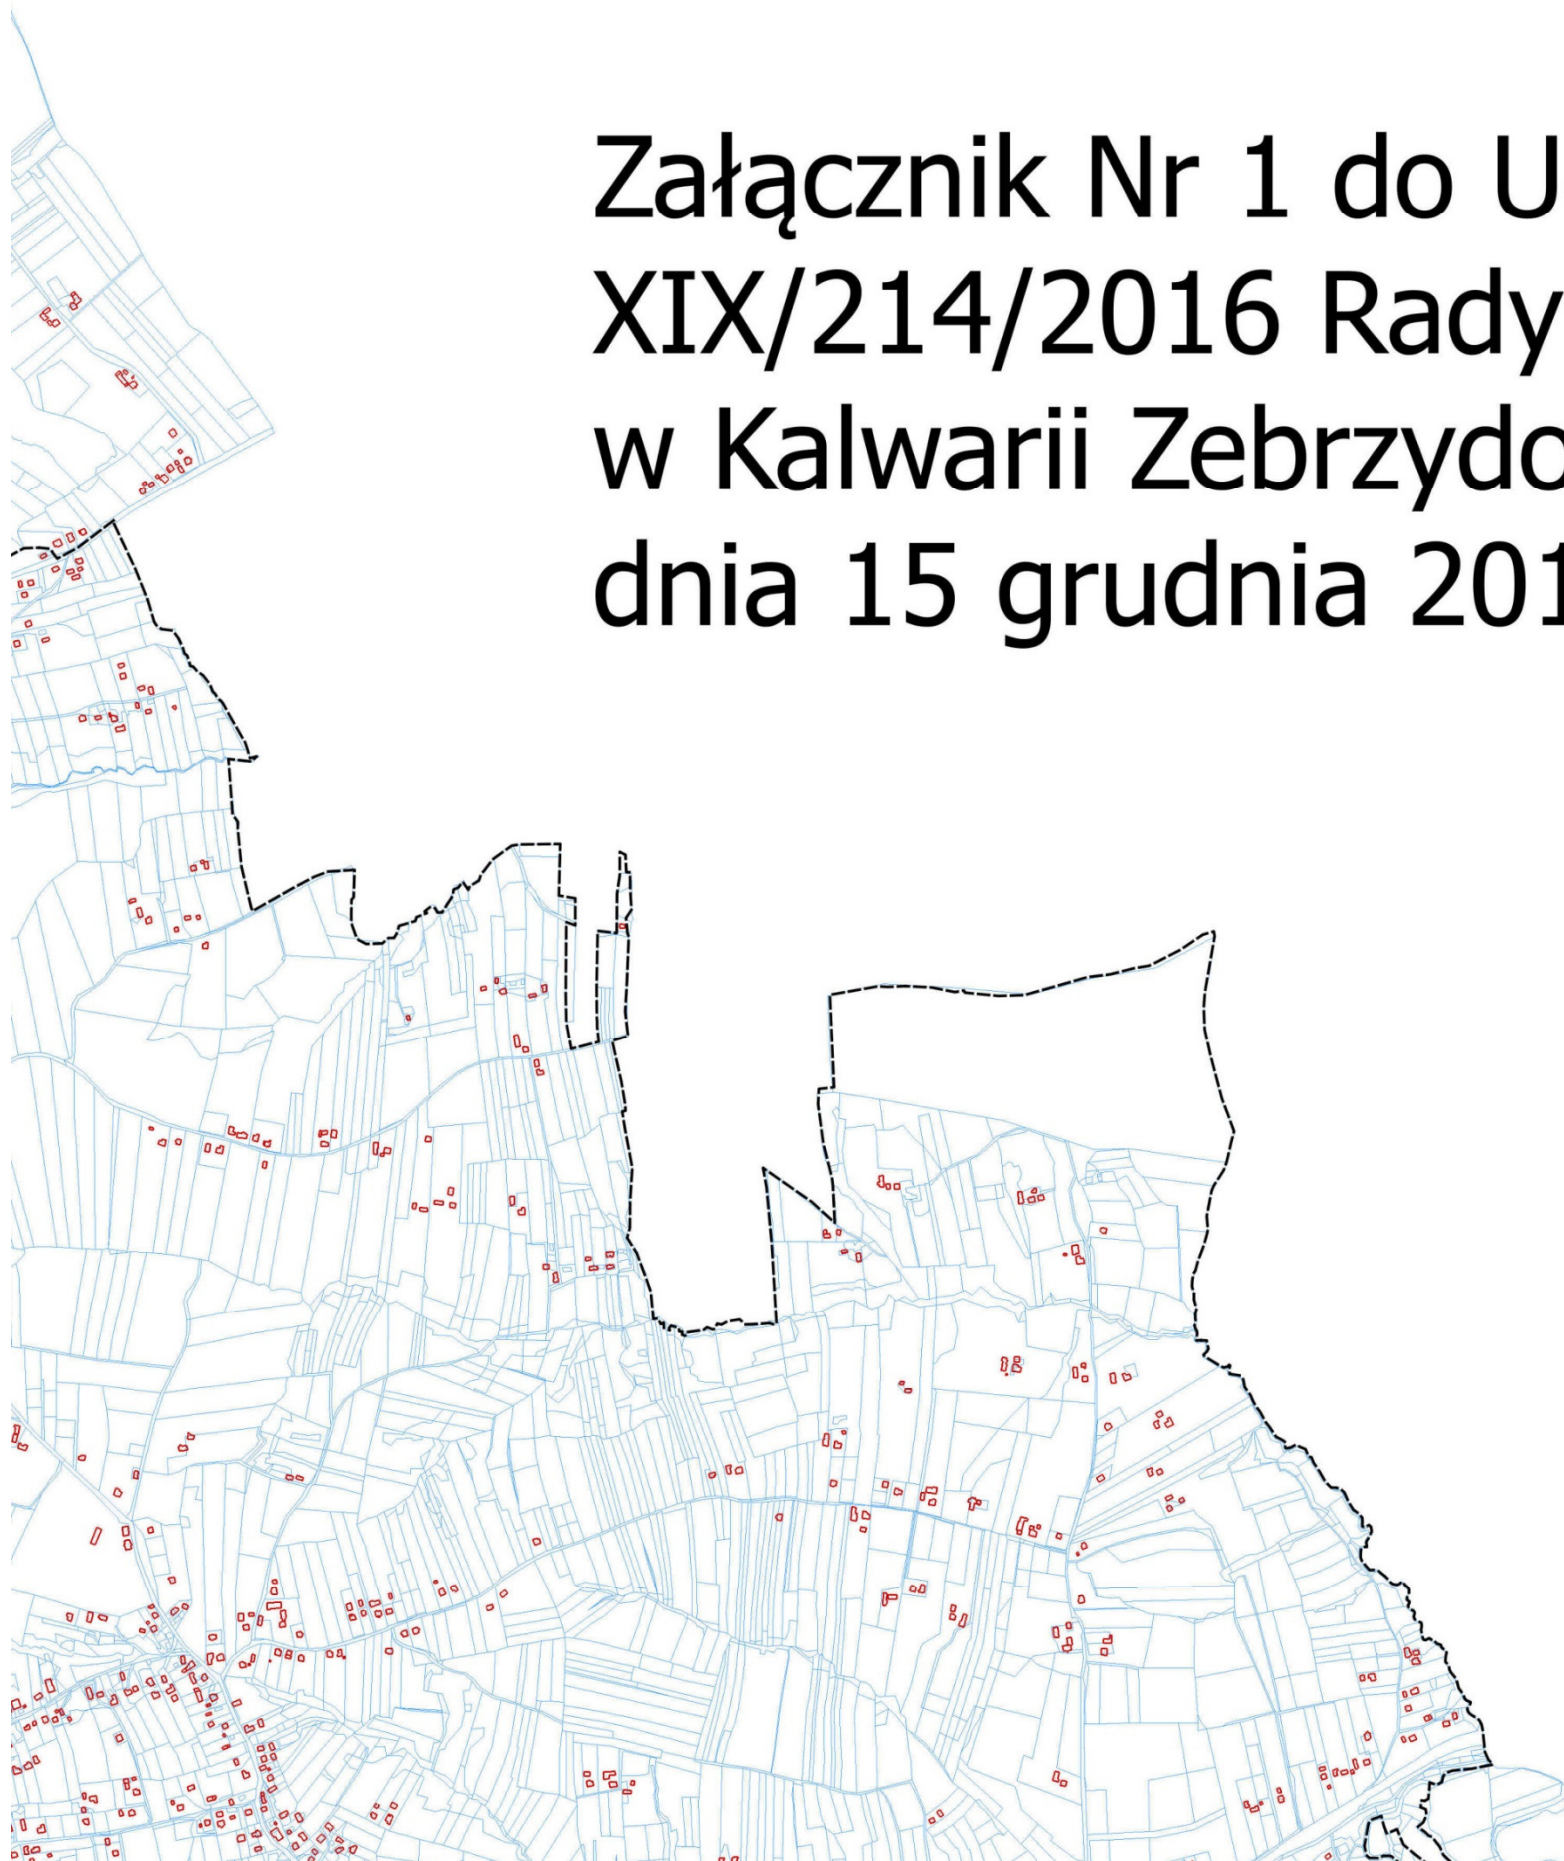 Załącznik Nr 1 do U
XIX/214/2016 Rady
w Kalwarii Zebrzydo
dnia 15 grudnia 201